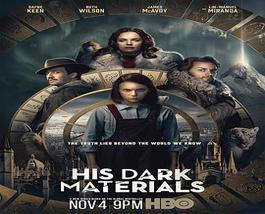 DAFNE KEEN
RUTH WILSON
JAMES McAVOY
LIN-MANUEL MIRANDA
THE TRUTH LIES BEYOND THE WORLD WE KNOW
HIS DARK
MATERIALS
NOV 4, 9PM HBO